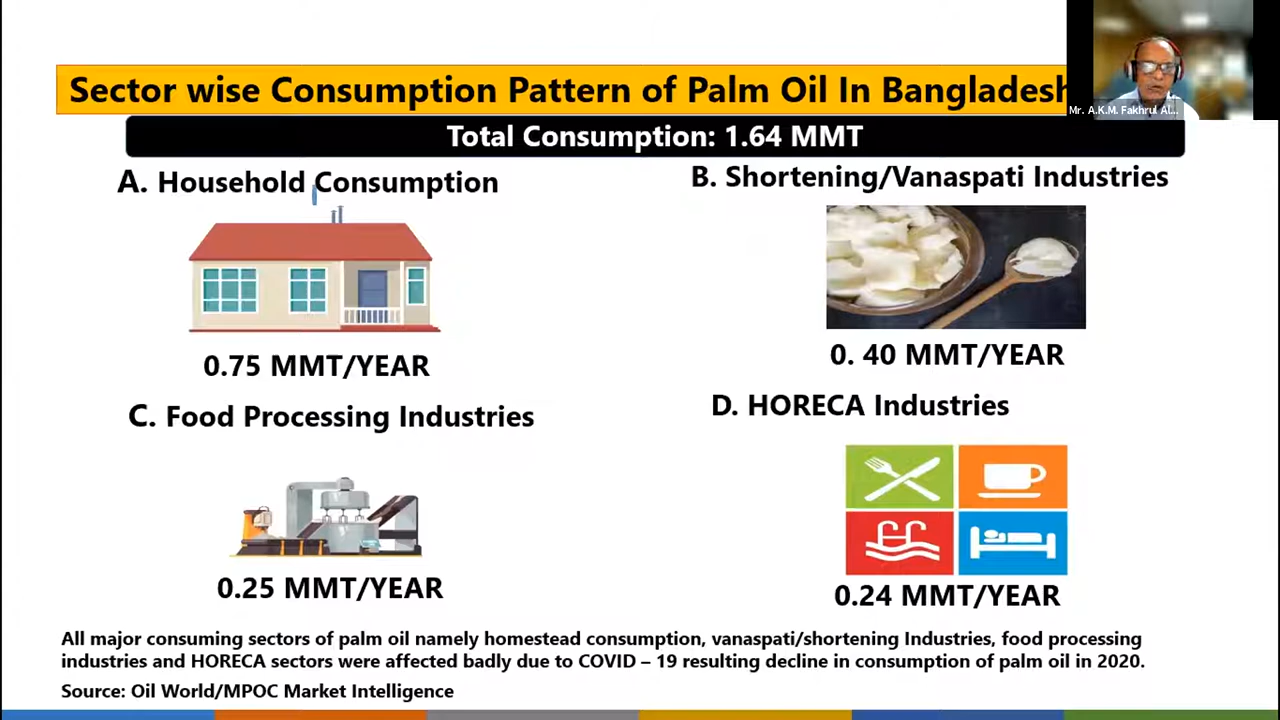 Sector wise Consumption Pattern of Palm Oil In Bangladesh
Mr. A.K.M. Fakhrul Al...
Total Consumption: 1.64 MMT
A. Household Consumption
B. Shortening/Vanaspati Industries
0.75 MMT/YEAR
0. 40 MMT/YEAR
C. Food Processing Industries
D. HORECA Industries
0.25 MMT/YEAR
0.24 MMT/YEAR
All major consuming sectors of palm oil namely homestead consumption, vanaspati/shortening Industries, food processing
industries and HORECA sectors were affected badly due to COVID – 19 resulting decline in consumption of palm oil in 2020.
Source: Oil World/MPOC Market Intelligence